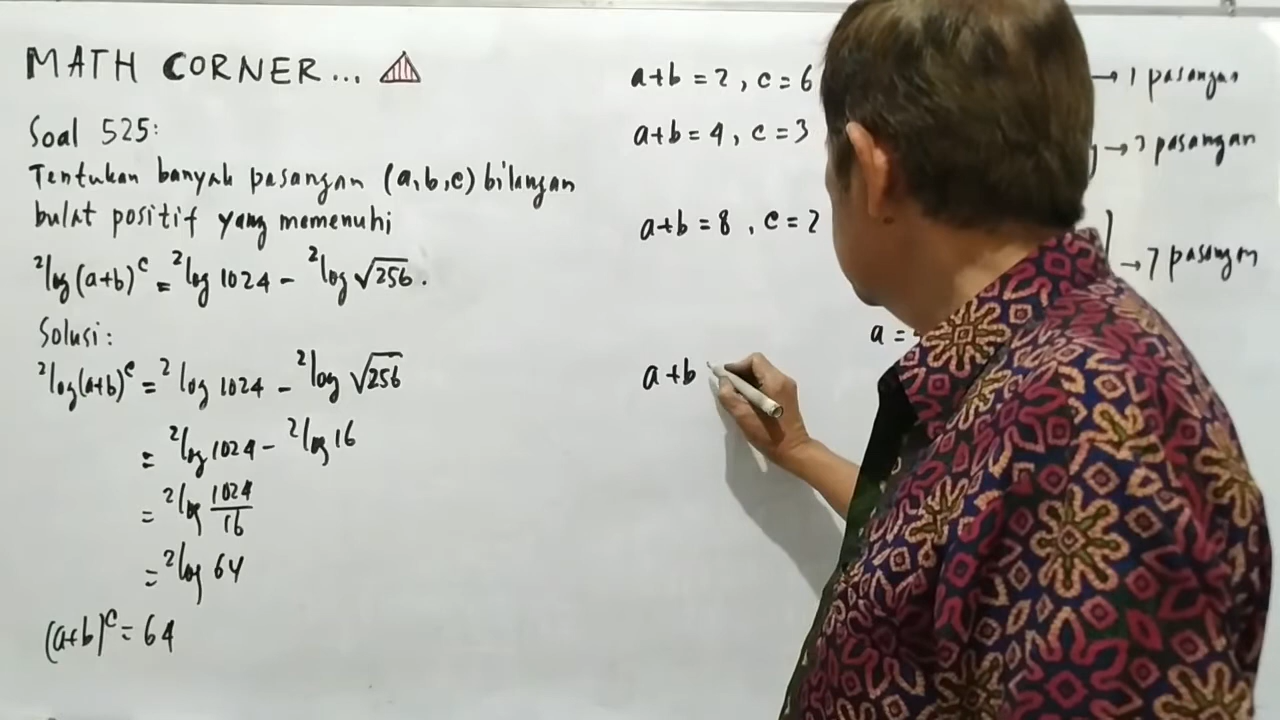 MATH CORNER...
Soal 525:
Tentukan banyak pasangan (a,b,c) bilangan
bulat positif yang memenuhi
²log(a+b)ᶜ = ²log 1024 - ²log √256.
Solusi:
²log(a+b)ᶜ = ²log 1024 - ²log √256
= ²log 1024 - ²log 16
= ²log 1024/16
= ²log 64
(a+b)ᶜ = 64
a+b = 2, c = 6 → 1 pasangan
a+b = 4, c = 3 → 3 pasangan
a+b = 8, c = 2 → 7 pasangan
a =
a+b